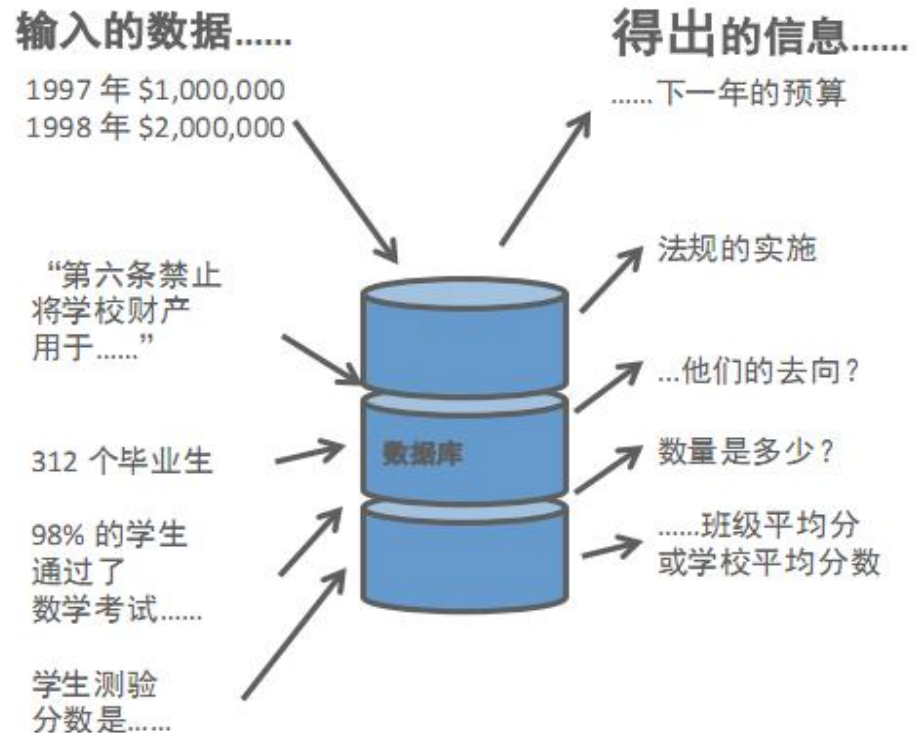 输入的数据……
1997 年 $1,000,000
1998 年 $2,000,000
“第六条禁止
将学校财产
用于……”
312 个毕业生
98% 的学生
通过了
数学考试……
学生测验
分数是……
数据库
得出的信息……
……下一年的预算
法规的实施
…他们的去向？
数量是多少？
……班级平均分
或学校平均分数